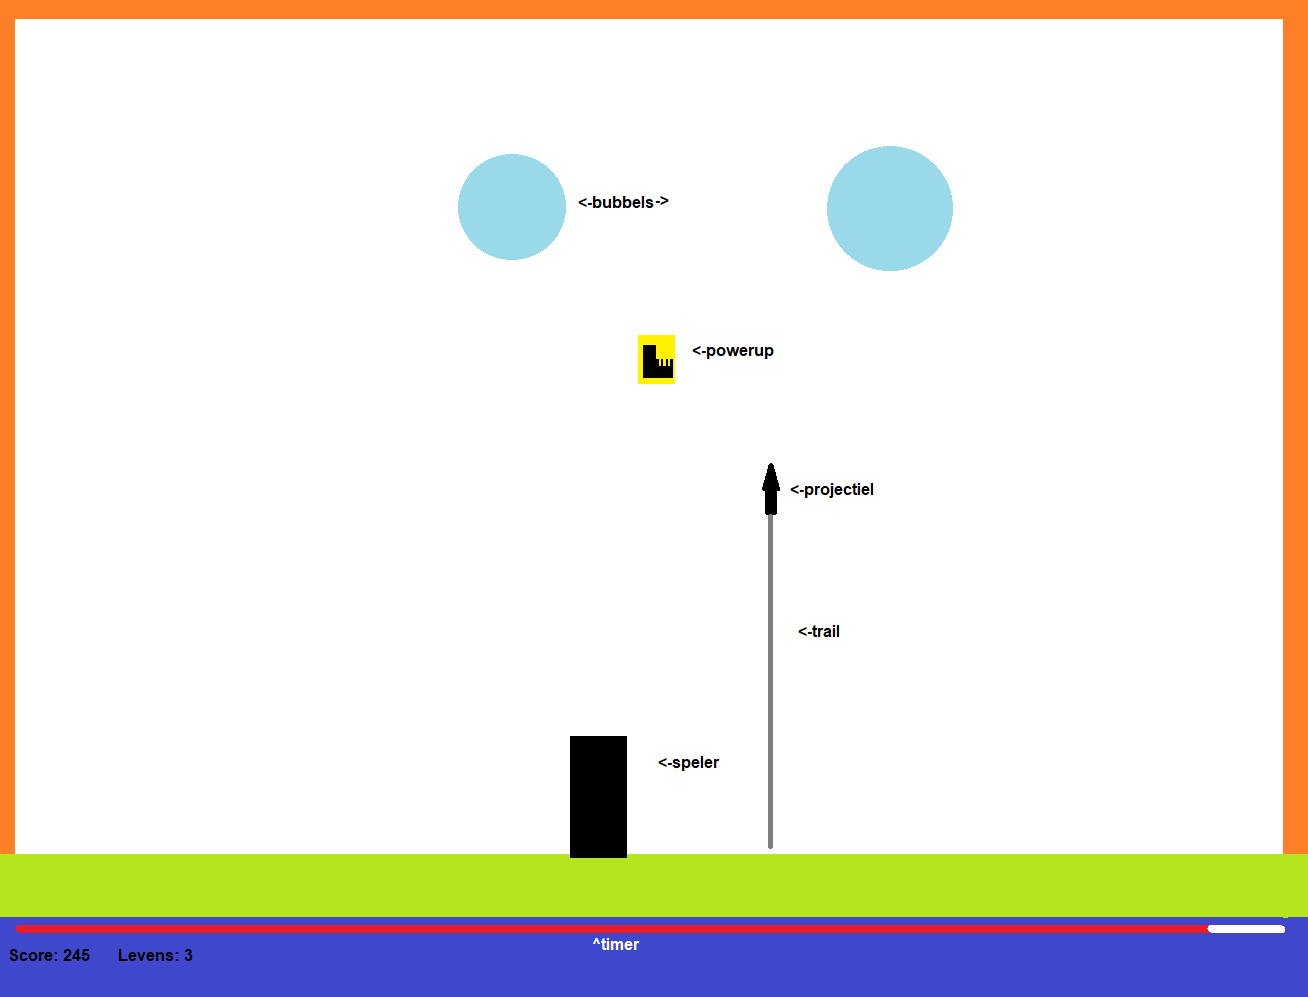 <-bubbels->
<-powerup
<-projectiel
<-trail
<-speler
^timer
Score: 245 Levens: 3